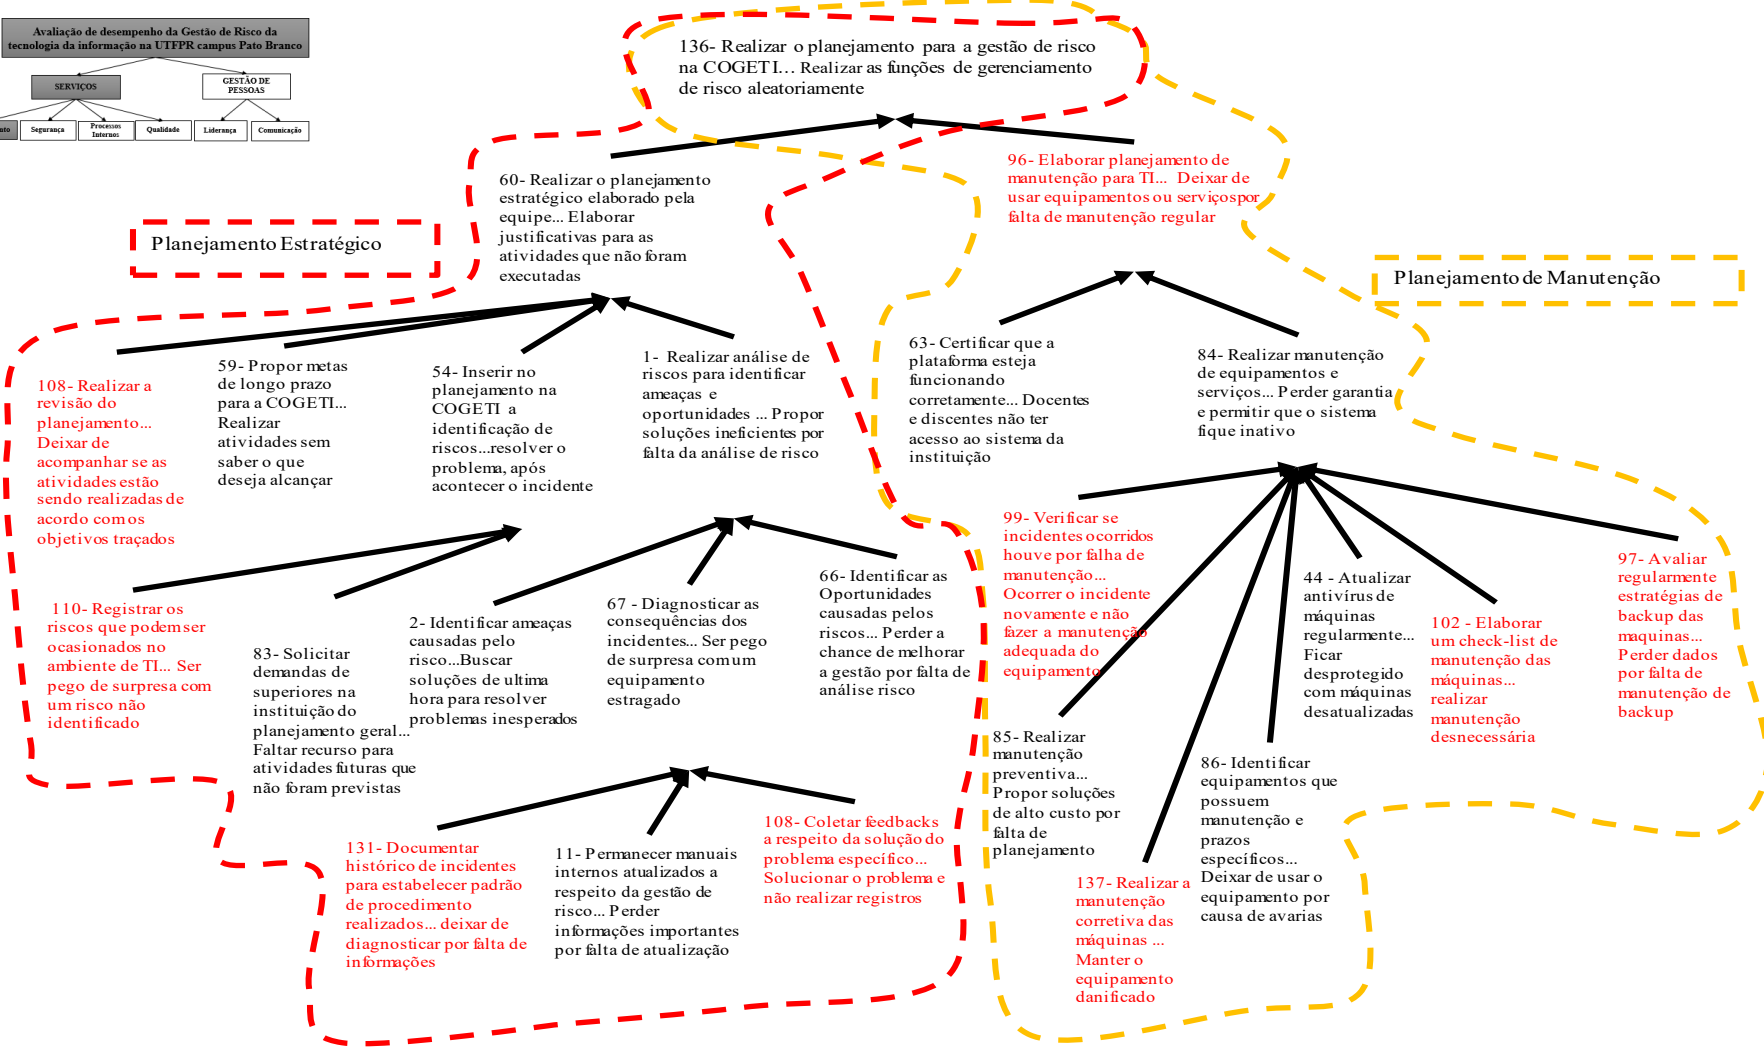 Avaliação de desempenho da Gestão de Risco da
tecnologia da informação na UTFPR campus Pato Branco
SERVIÇOS
GESTÃO DE
PESSOAS
Segurança
Processos
Internos
Qualidade
Liderança
Comunicação
136- Realizar o planejamento para a gestão de risco
na COGETI... Realizar as funções de gerenciamento
de risco aleatoriamente
60- Realizar o planejamento
estratégico elaborado pela
equipe... Elaborar
justificativas para as
atividades que não foram
executadas
96- Elaborar planejamento de
manutenção para TI... Deixar de
usar equipamentos ou serviçospor
falta de manutenção regular
Planejamento Estratégico
Planejamento de Manutenção
108- Realizar a
revisão do
planejamento...
Deixar de
acompanhar se as
atividades estão
sendo realizadas de
acordo com os
objetivos traçados
59- Propor metas
de longo prazo
para a COGETI...
Realizar
atividades sem
saber o que
deseja alcançar
54- Inserir no
planejamento na
COGETI a
identificação de
riscos...resolver o
problema, após
acontecer o incidente
1- Realizar análise de
riscos para identificar
ameaças e
oportunidades ... Propor
soluções ineficientes por
falta da análise de risco
63- Certificar que a
plataforma esteja
funcionando
corretamente... Docentes
e discentes não ter
acesso ao sistema da
instituição
84- Realizar manutenção
de equipamentos e
serviços... Perder garantia
e permitir que o sistema
fique inativo
110- Registrar os
riscos que podem ser
ocasionados no
ambiente de TI... Ser
pego de surpresa com
um risco não
identificado
83- Solicitar
demandas de
superiores na
instituição do
planejamento geral...
Faltar recurso para
atividades futuras que
não foram previstas
2- Identificar ameaças
causadas pelo
risco...Buscar
soluções de ultima
hora para resolver
problemas inesperados
67 - Diagnosticar as
consequências dos
incidentes... Ser pego
de surpresa com um
equipamento
estragado
66- Identificar as
Oportunidades
causadas pelos
riscos... Perder a
chance de melhorar
a gestão por falta de
análise risco
99- Verificar se
incidentes ocorridos
houve por falha de
manutenção...
Ocorrer o incidente
novamente e não
fazer a manutenção
adequada do
equipamento
44 - Atualizar
antivírus de
máquinas
regularmente...
Ficar
desprotegido
com máquinas
desatualizadas
102 - Elaborar
um check-list de
manutenção das
máquinas...
realizar
manutenção
desnecessária
97- Avaliar
regularmente
estratégias de
backup das
maquinas...
Perder dados
por falta de
manutenção de
backup
85- Realizar
manutenção
preventiva...
Propor soluções
de alto custo por
falta de
planejamento
86- Identificar
equipamentos que
possuem
manutenção e
prazos
específicos...
Deixar de usar o
equipamento por
causa de avarias
131- Documentar
histórico de incidentes
para estabelecer padrão
de procedimento
realizados... deixar de
diagnosticar por falta de
informações
11- Permanecer manuais
internos atualizados a
respeito da gestão de
risco... Perder
informações importantes
por falta de atualização
108- Coletar feedbacks
a respeito da solução do
problema específico...
Solucionar o problema e
não realizar registros
137- Realizar a
manutenção
corretiva das
máquinas ...
Manter o
equipamento
danificado